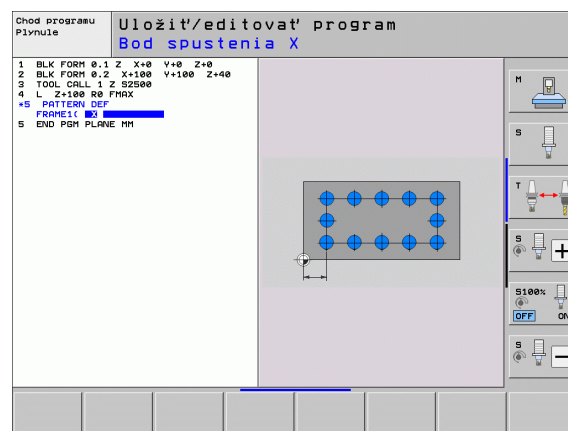 Chod programu
Plynule
Uložiť/editovať program
Bod spustenia X
1 BLK FORM 0.1 Z X+0 Y+0 Z+0
2 BLK FORM 0.2 X+100 Y+100 Z+40
3 TOOL CALL 1 Z S2500
4 L Z+100 R0 FMAX
*5 PATTERN DEF
FRAME1( X
5 END PGM PLANE MM
M
S
T
S
+
S100%
OFF ON
S
−